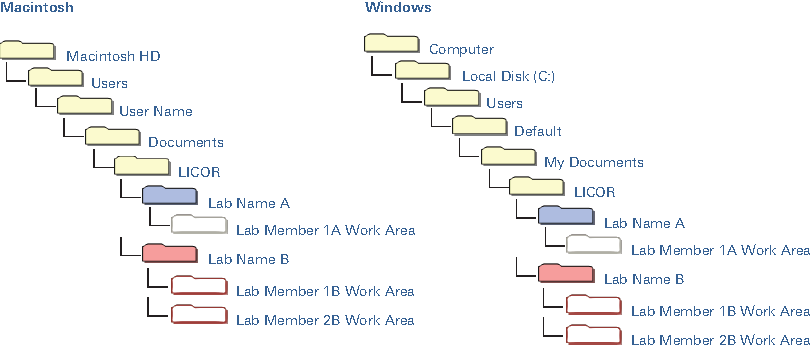 Macintosh
Macintosh HD
Users
User Name
Documents
LICOR
Lab Name A
Lab Member 1A Work Area
Lab Name B
Lab Member 1B Work Area
Lab Member 2B Work Area
Windows
Computer
Local Disk (C:)
Users
Default
My Documents
LICOR
Lab Name A
Lab Member 1A Work Area
Lab Name B
Lab Member 1B Work Area
Lab Member 2B Work Area